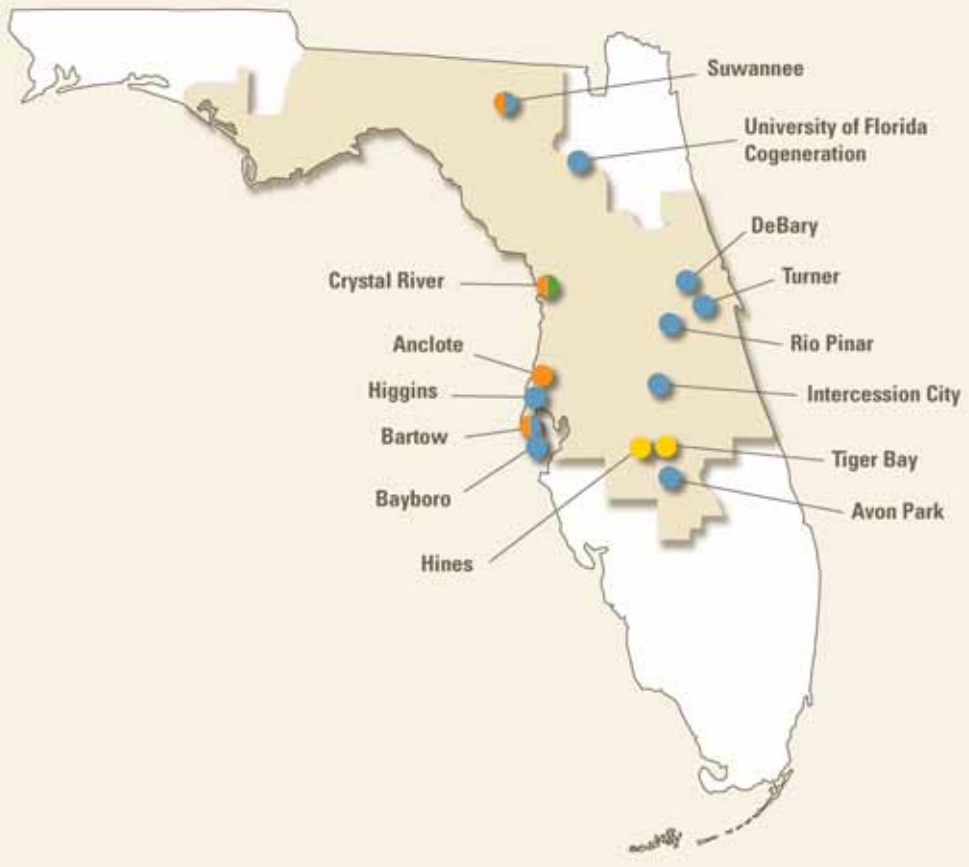 Suwannee
University of Florida
Cogeneration
DeBary
Turner
Crystal River
Rio Pinar
Anclote
Higgins
Intercession City
Bartow
Tiger Bay
Bayboro
Avon Park
Hines